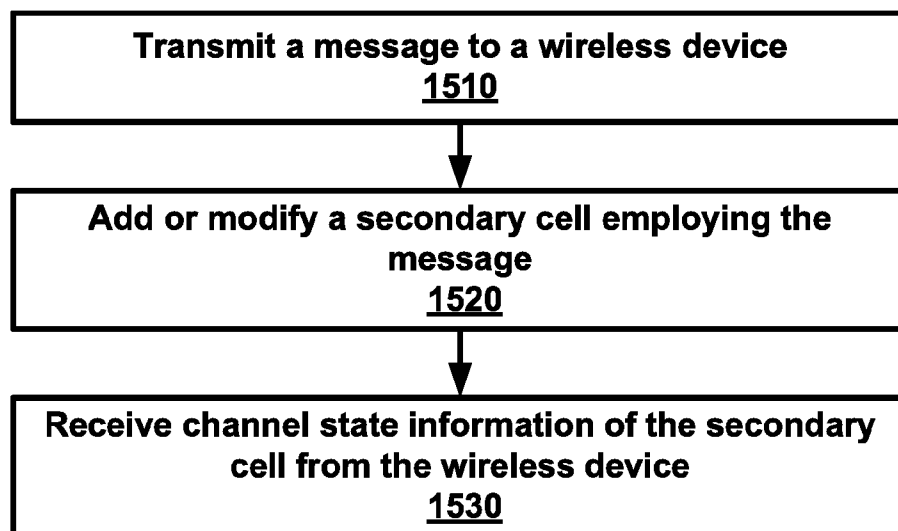 Transmit a message to a wireless device
1510
Add or modify a secondary cell employing the
message
1520
Receive channel state information of the secondary
cell from the wireless device
1530